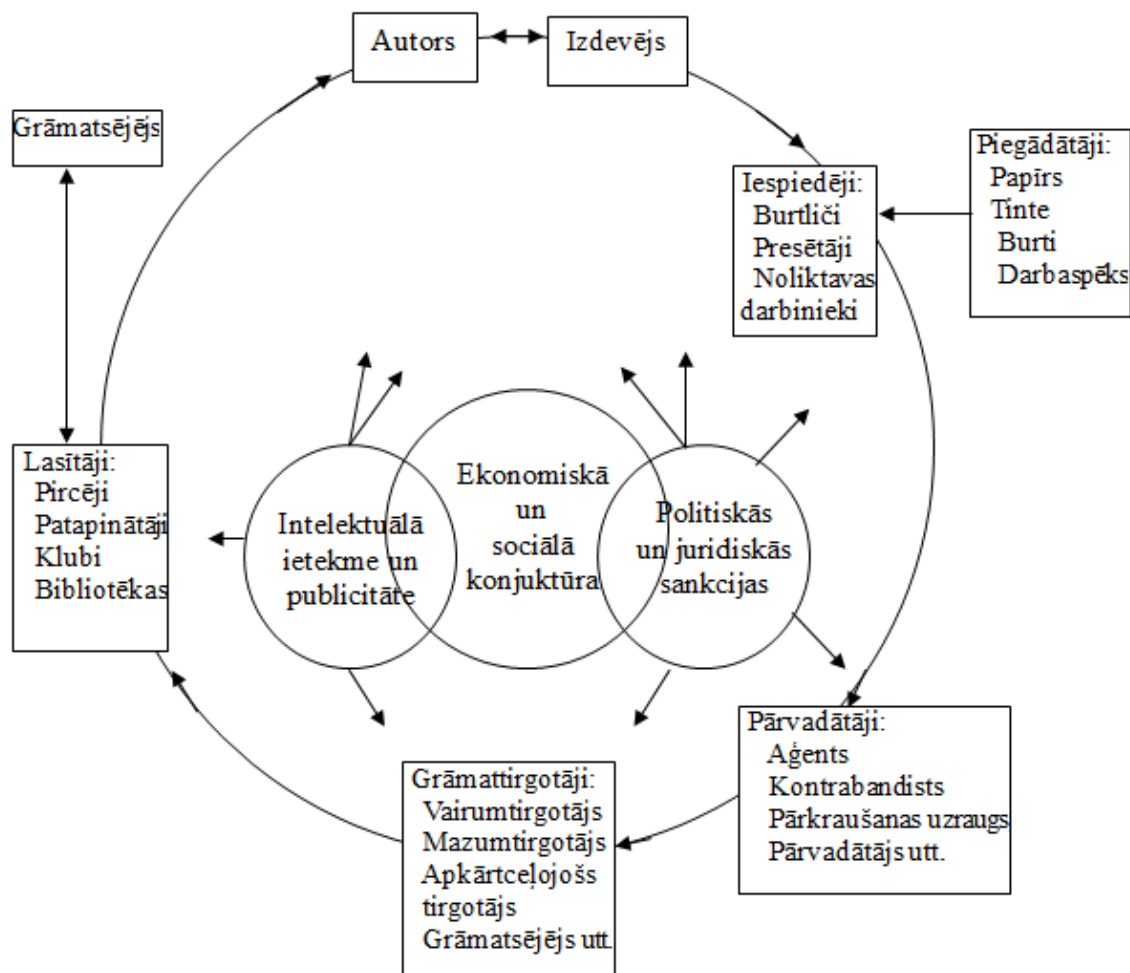 Autors
Izdevējs
Grāmatsējējs
Piegādātāji:
Papīrs
Tinte
Burti
Darbaspēks
Iespiedēji:
Burtliči
Presētāji
Noliktavas
darbinieki
Lasītāji:
Pircēji
Patapinātāji
Klubi
Bibliotēkas
Intelektuālā
ietekme un
publicitāte
Ekonomiskā
un
sociālā
konjuktūra
Politiskās
un juridiskās
sankcijas
Pārvadātāji:
Aģents
Kontrabandists
Pārkraušanas uzraugs
Pārvadātājs utt.
Grāmattirgotāji:
Vairumtirgotājs
Mazumtirgotājs
Apkārtceļojošs
tirgotājs
Grāmatsējējs utt.